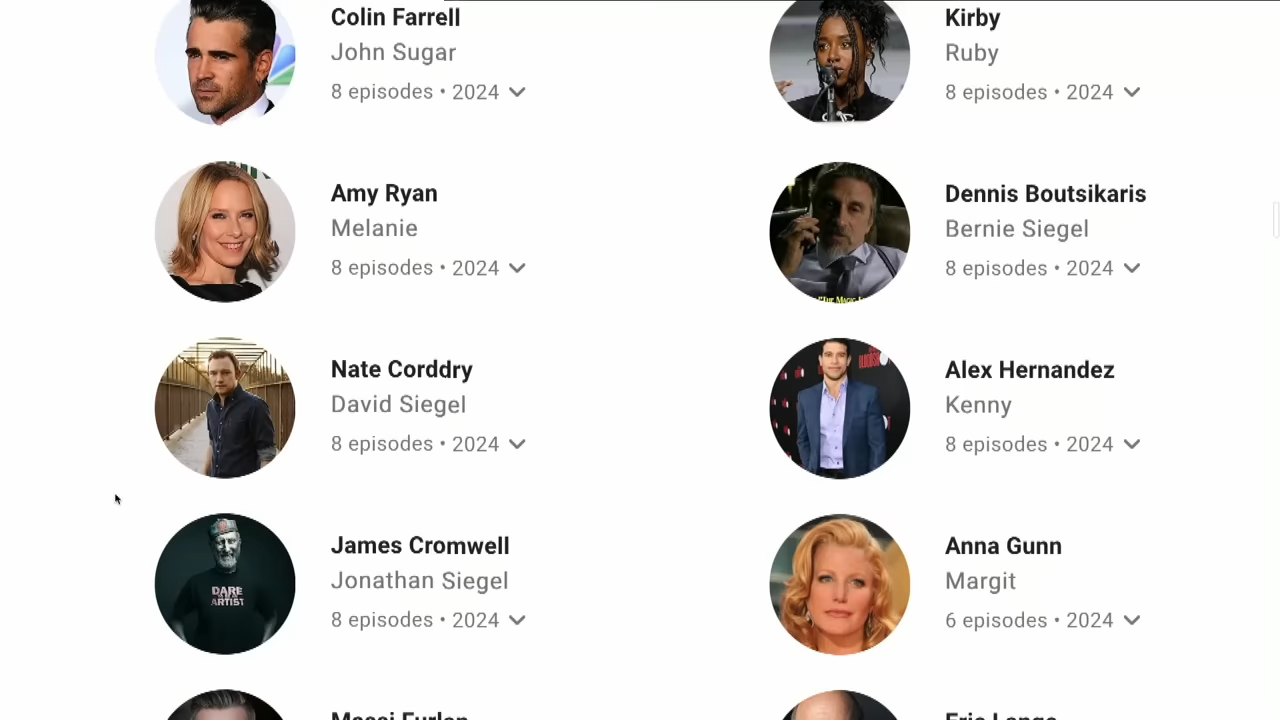 Colin Farrell
John Sugar
8 episodes • 2024
Kirby
Ruby
8 episodes • 2024
Amy Ryan
Melanie
8 episodes • 2024
Dennis Boutsikaris
Bernie Siegel
8 episodes • 2024
Nate Corddry
David Siegel
8 episodes • 2024
Alex Hernandez
Kenny
8 episodes • 2024
James Cromwell
Jonathan Siegel
8 episodes • 2024
DARE
ARTIST
Anna Gunn
Margit
6 episodes • 2024